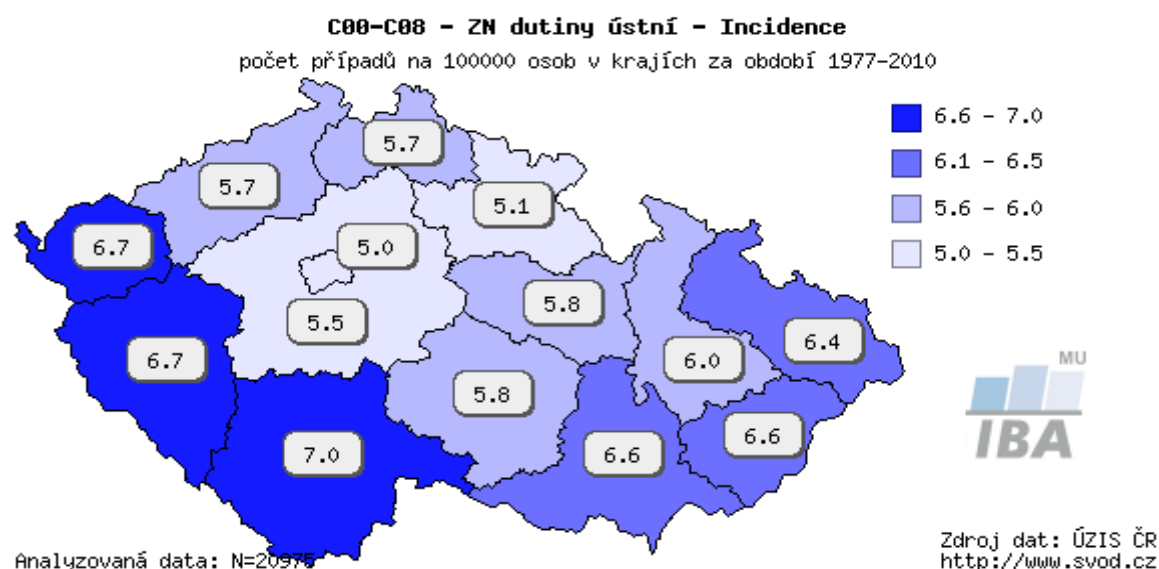 C00-C08 - ZN dutiny ústní - Incidence
počet případů na 100000 osob v krajích za období 1977-2010
6.6 - 7.0
6.1 - 6.5
5.6 - 6.0
5.0 - 5.5
5.7
5.7
5.1
6.7
5.0
5.8
5.5
6.4
6.7
6.0
5.8
6.6
7.0
6.6
MU
IBA
Analyzovaná data: N=20975
Zdroj dat: ÚZIS ČR
http://www.svod.cz